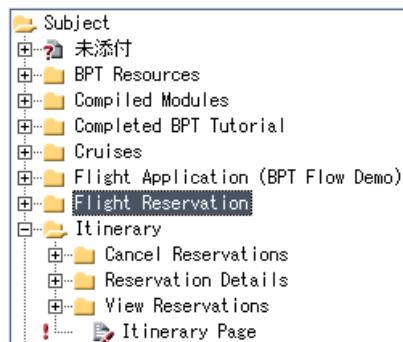 Subject
未添付
BPT Resources
Compiled Modules
Completed BPT Tutorial
Cruises
Flight Application (BPT Flow Demo)
Flight Reservation
Itinerary
Cancel Reservations
Reservation Details
View Reservations
Itinerary Page